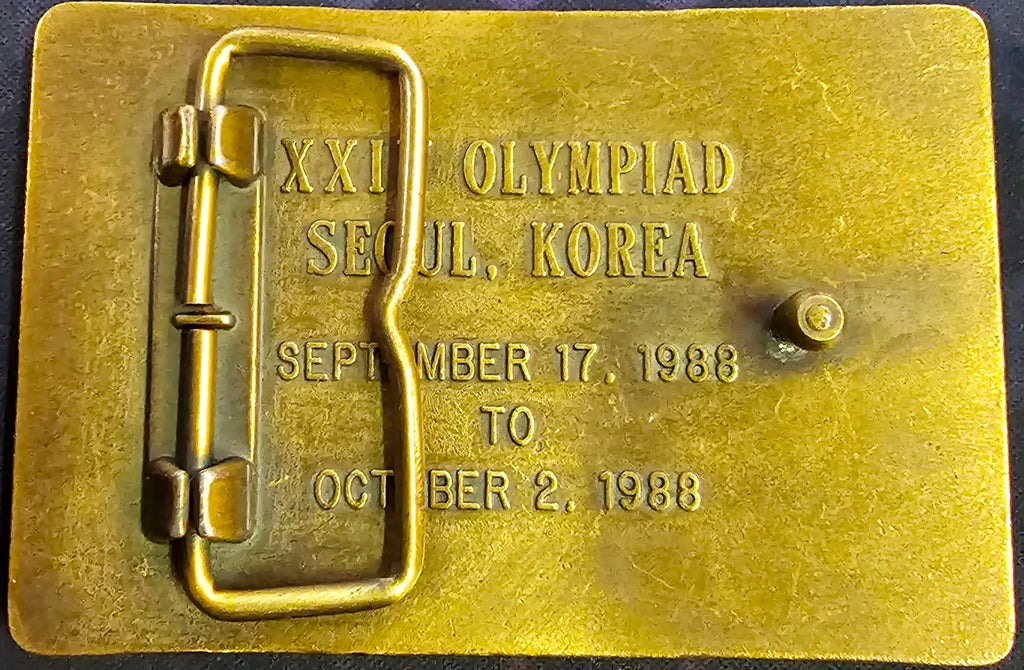 XXIV OLYMPIAD
SEOUL, KOREA
SEPTEMBER 17, 1988
TO
OCTOBER 2, 1988